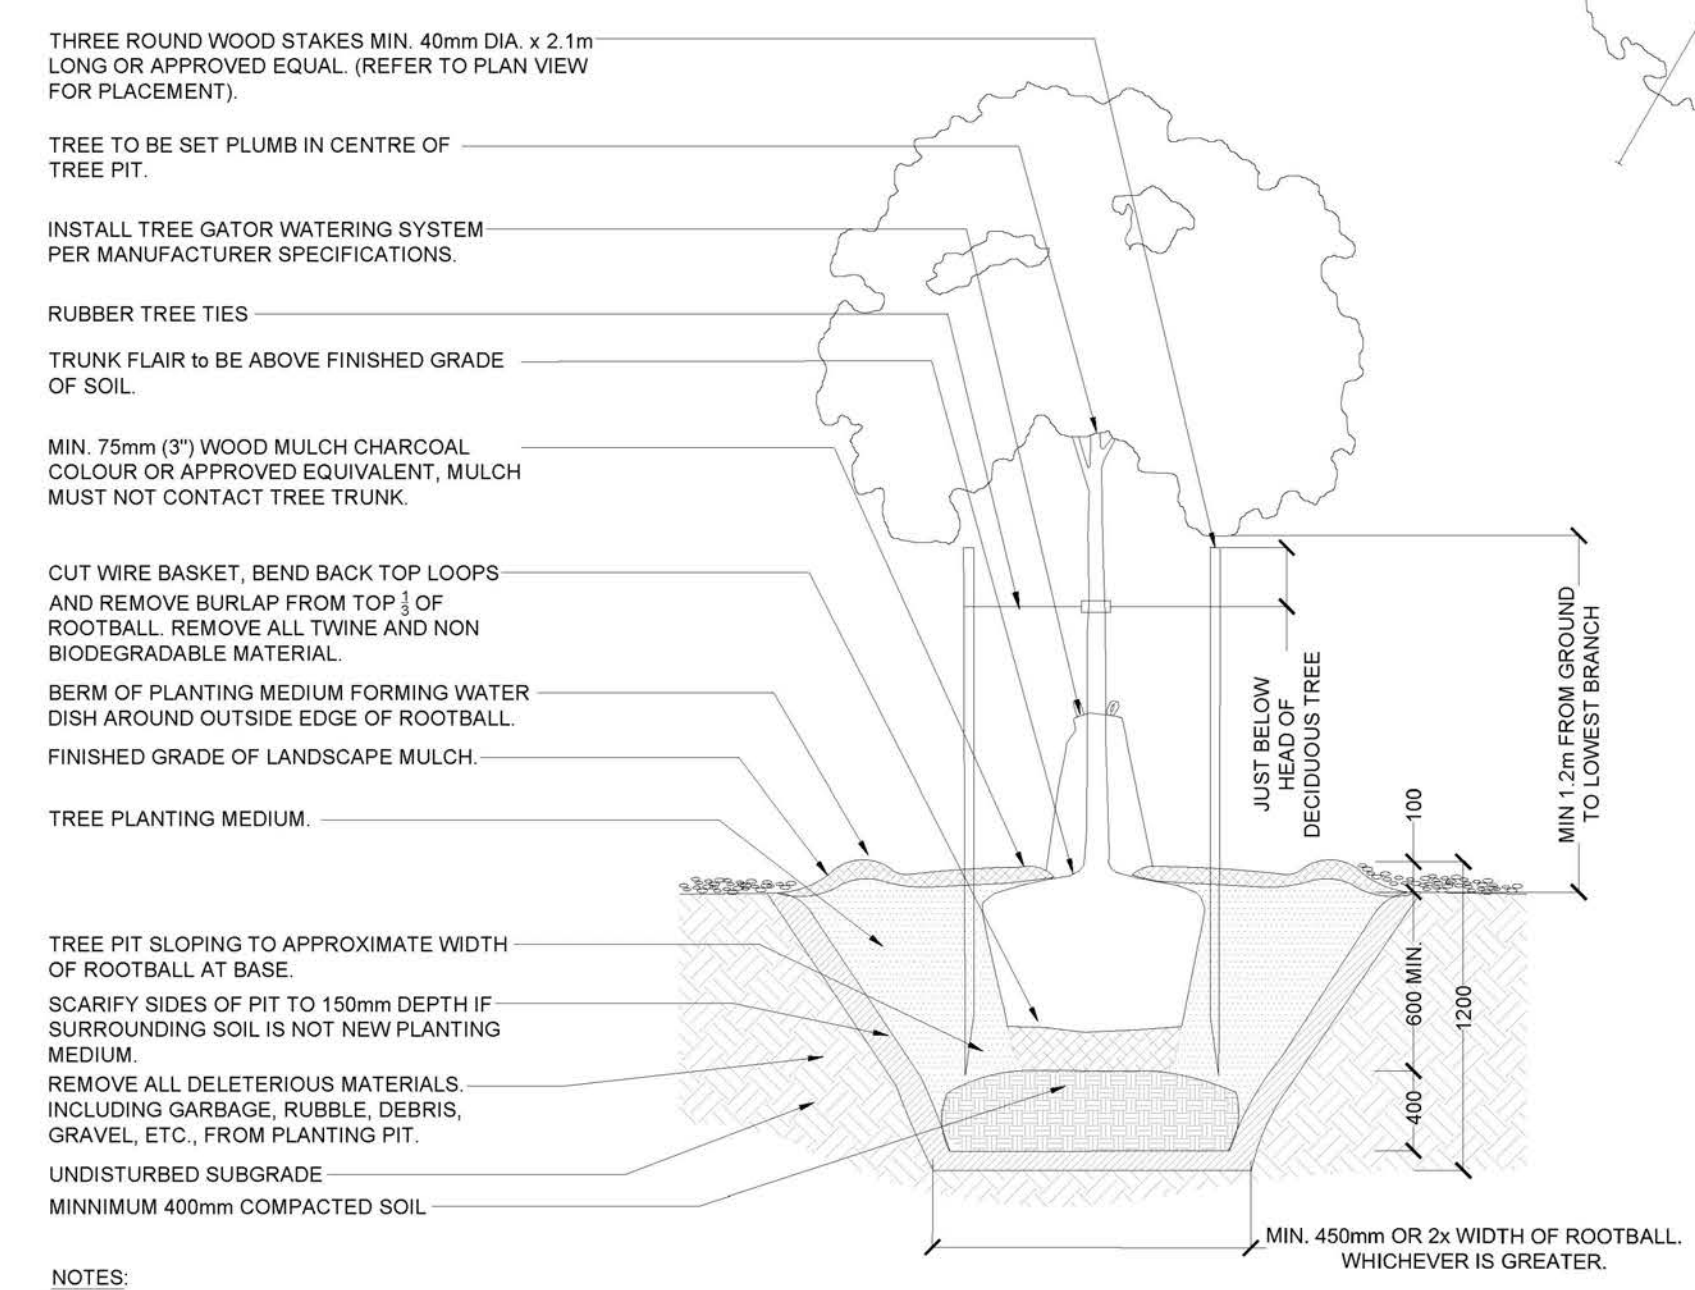 THREE ROUND WOOD STAKES MIN. 40mm DIA. x 2.1m
LONG OR APPROVED EQUAL. (REFER TO PLAN VIEW
FOR PLACEMENT).
TREE TO BE SET PLUMB IN CENTRE OF
TREE PIT.
INSTALL TREE GATOR WATERING SYSTEM
PER MANUFACTURER SPECIFICATIONS.
RUBBER TREE TIES
TRUNK FLAIR to BE ABOVE FINISHED GRADE
OF SOIL.
MIN. 75mm (3") WOOD MULCH CHARCOAL
COLOUR OR APPROVED EQUIVALENT, MULCH
MUST NOT CONTACT TREE TRUNK.
CUT WIRE BASKET, BEND BACK TOP LOOPS
AND REMOVE BURLAP FROM TOP 1/3 OF
ROOTBALL. REMOVE ALL TWINE AND NON
BIODEGRADABLE MATERIAL.
BERM OF PLANTING MEDIUM FORMING WATER
DISH AROUND OUTSIDE EDGE OF ROOTBALL.
FINISHED GRADE OF LANDSCAPE MULCH.
TREE PLANTING MEDIUM.
TREE PIT SLOPING TO APPROXIMATE WIDTH
OF ROOTBALL AT BASE.
SCARIFY SIDES OF PIT TO 150mm DEPTH IF
SURROUNDING SOIL IS NOT NEW PLANTING
MEDIUM.
REMOVE ALL DELETERIOUS MATERIALS.
INCLUDING GARBAGE, RUBBLE, DEBRIS,
GRAVEL, ETC., FROM PLANTING PIT.
UNDISTURBED SUBGRADE
MINNIMUM 400mm COMPACTED SOIL
NOTES:
JUST BELOW
HEAD OF
DECIDUOUS TREE
MIN 1.2m FROM GROUND
TO LOWEST BRANCH
100
600 MIN.
1200
400
MIN. 450mm OR 2x WIDTH OF ROOTBALL.
WHICHEVER IS GREATER.